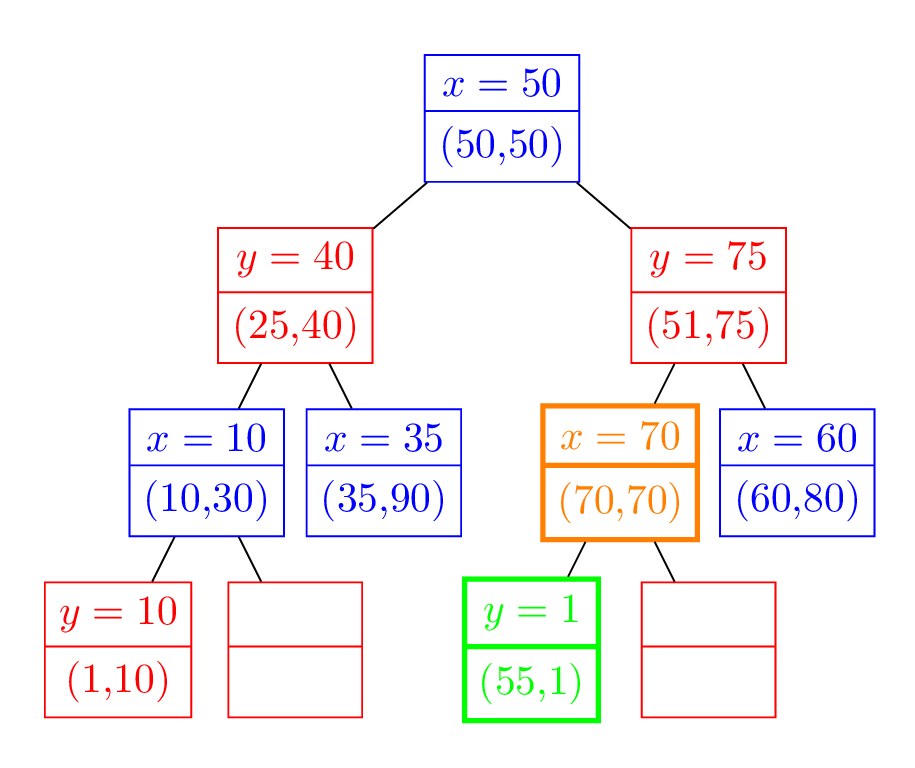 x = 50
(50,50)
y = 40
(25,40)
y = 75
(51,75)
x = 10
(10,30)
x = 35
(35,90)
x = 70
(70,70)
x = 60
(60,80)
y = 10
(1,10)
y = 1
(55,1)